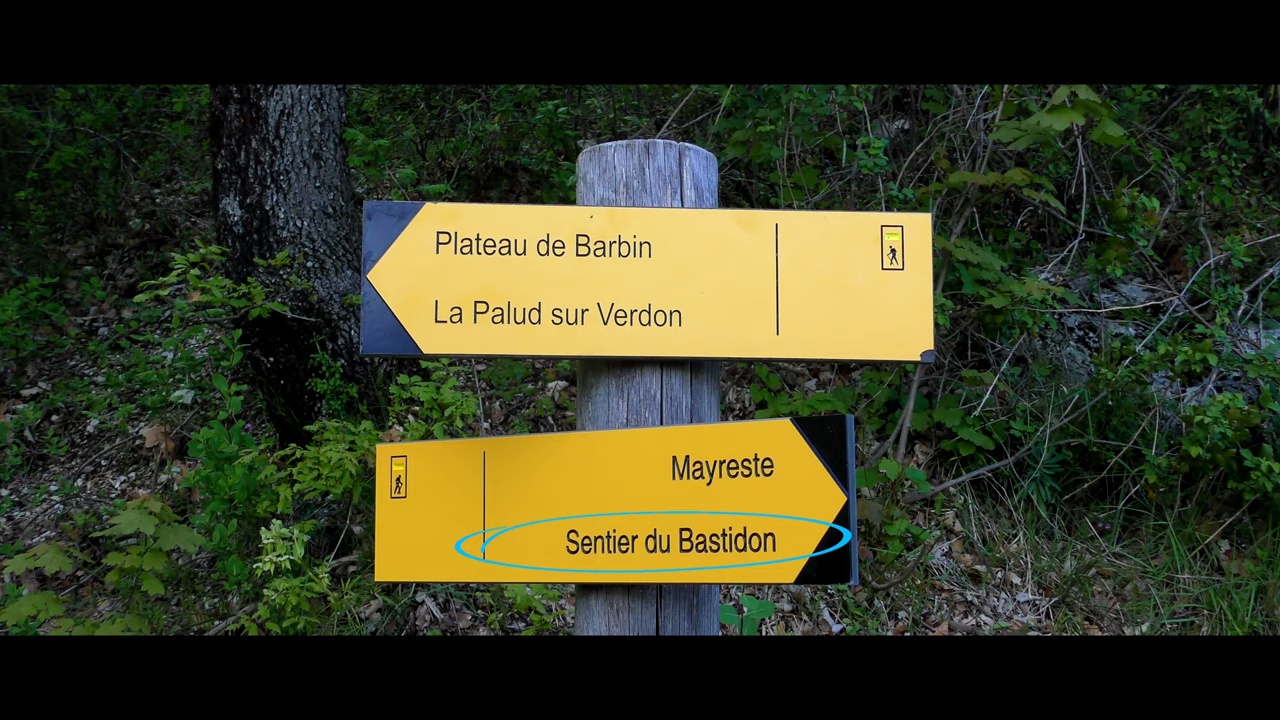 Plateau de Barbin
La Palud sur Verdon
Mayreste
Sentier du Bastidon